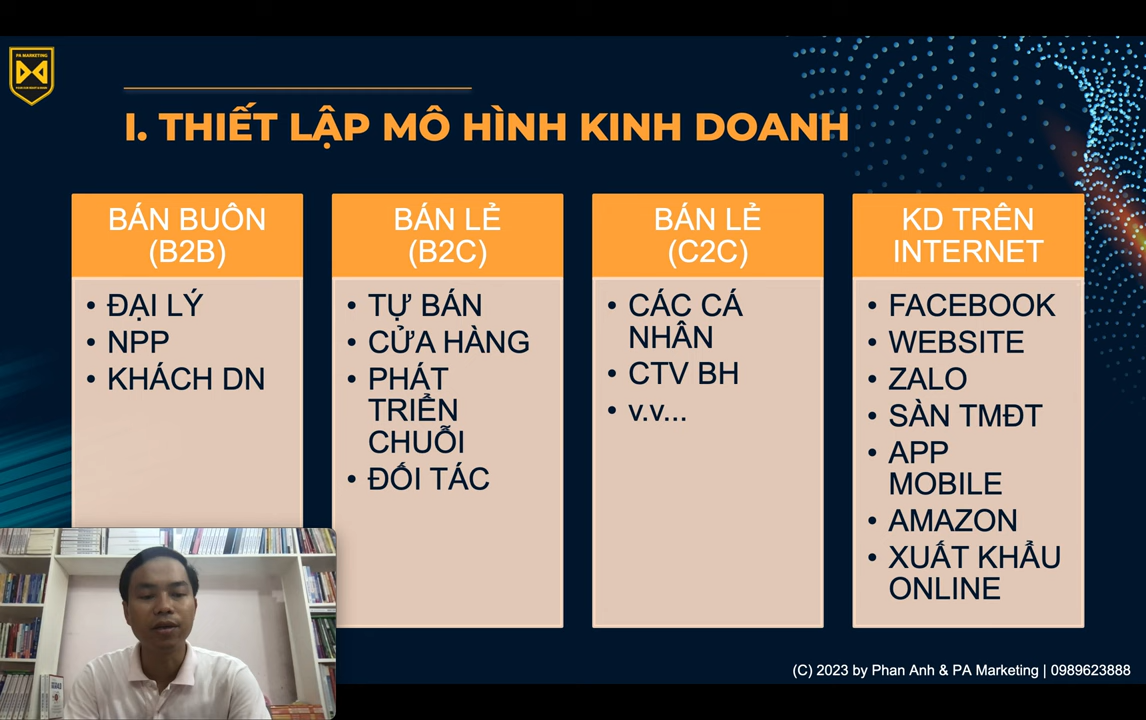 PA MARKETING
I. THIẾT LẬP MÔ HÌNH KINH DOANH
BÁN BUÔN
(B2B)
• ĐẠI LÝ
• NPP
• KHÁCH DN
BÁN LẺ
(B2C)
• TỰ BÁN
• CỬA HÀNG
• PHÁT
TRIỂN
CHUỖI
• ĐỐI TÁC
BÁN LẺ
(C2C)
• CÁC CÁ
NHÂN
• CTV BH
• v.v...
KD TRÊN
INTERNET
• FACEBOOK
• WEBSITE
• ZALO
• SÀN TMĐT
• APP
MOBILE
• AMAZON
• XUẤT KHẨU
ONLINE
(C) 2023 by Phan Anh & PA Marketing | 0989623888